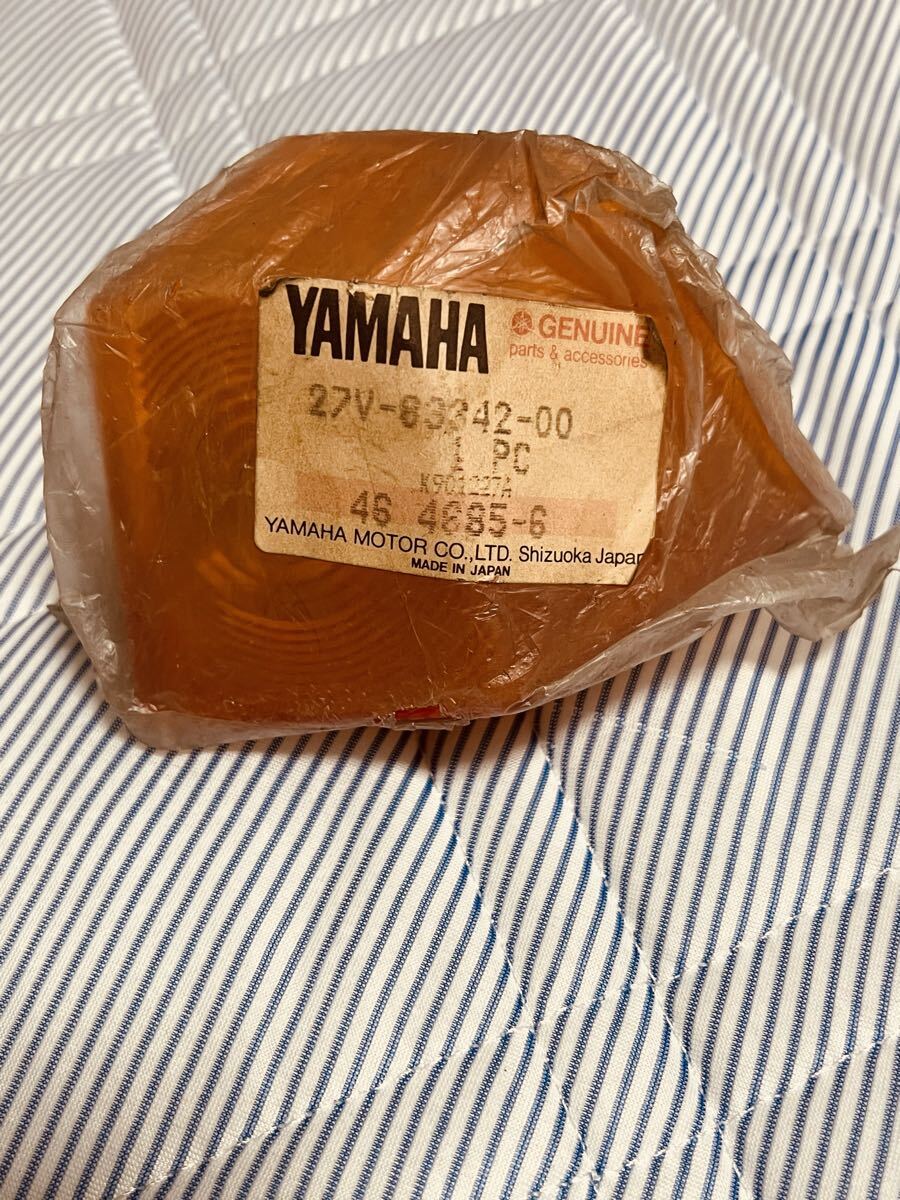 YAMAHA GENUINE
parts & accessories
27V-83342-00
1 PC
K901227A
46 4685-6
YAMAHA MOTOR CO.,LTD. Shizuoka Japan
MADE IN JAPAN